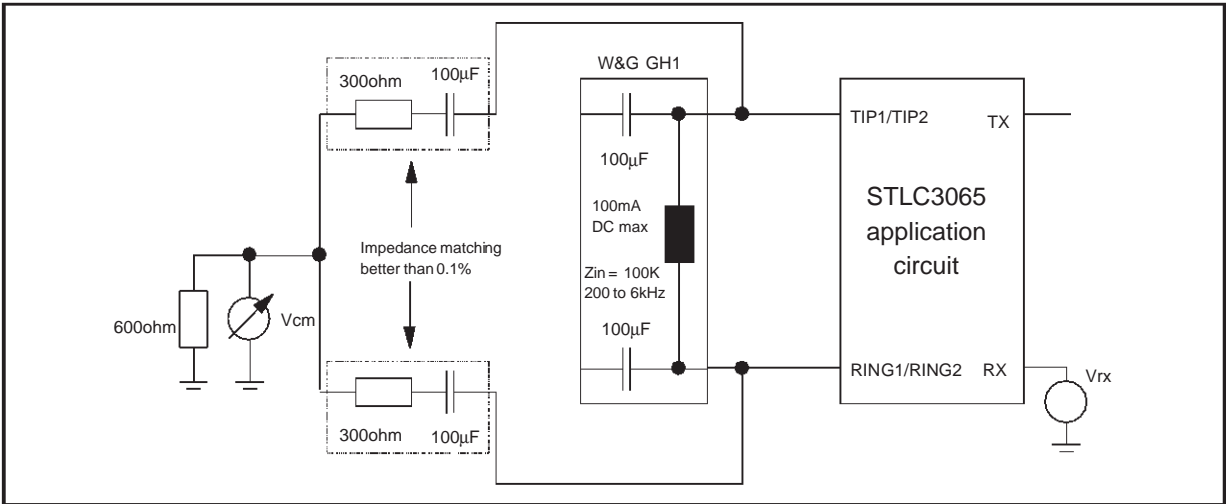 W&G GH1
300ohm
100μF
100μF
TIP1/TIP2
TX
STLC3065
application
circuit
100mA
DC max
Impedance matching
better than 0.1%
Zin = 100K
200 to 6kHz
600ohm
Vcm
100μF
RING1/RING2
RX
Vrx
300ohm
100μF